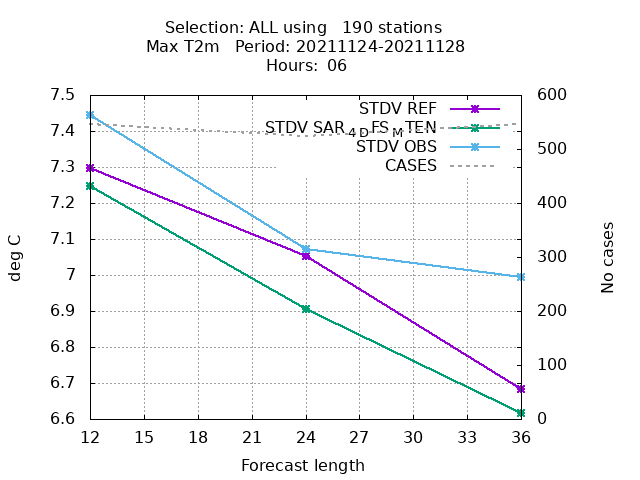 Selection: ALL using 190 stations
Max T2m Period: 20211124-20211128
Hours: 06
7.5
7.4
7.3
7.2
7.1
7
6.9
6.8
6.7
6.6
deg C
STDV REF
STDV SAR_4D_FS_MTEN
STDV OBS
CASES
600
500
400
300
200
100
0
No cases
12 15 18 21 24 27 30 33 36
Forecast length